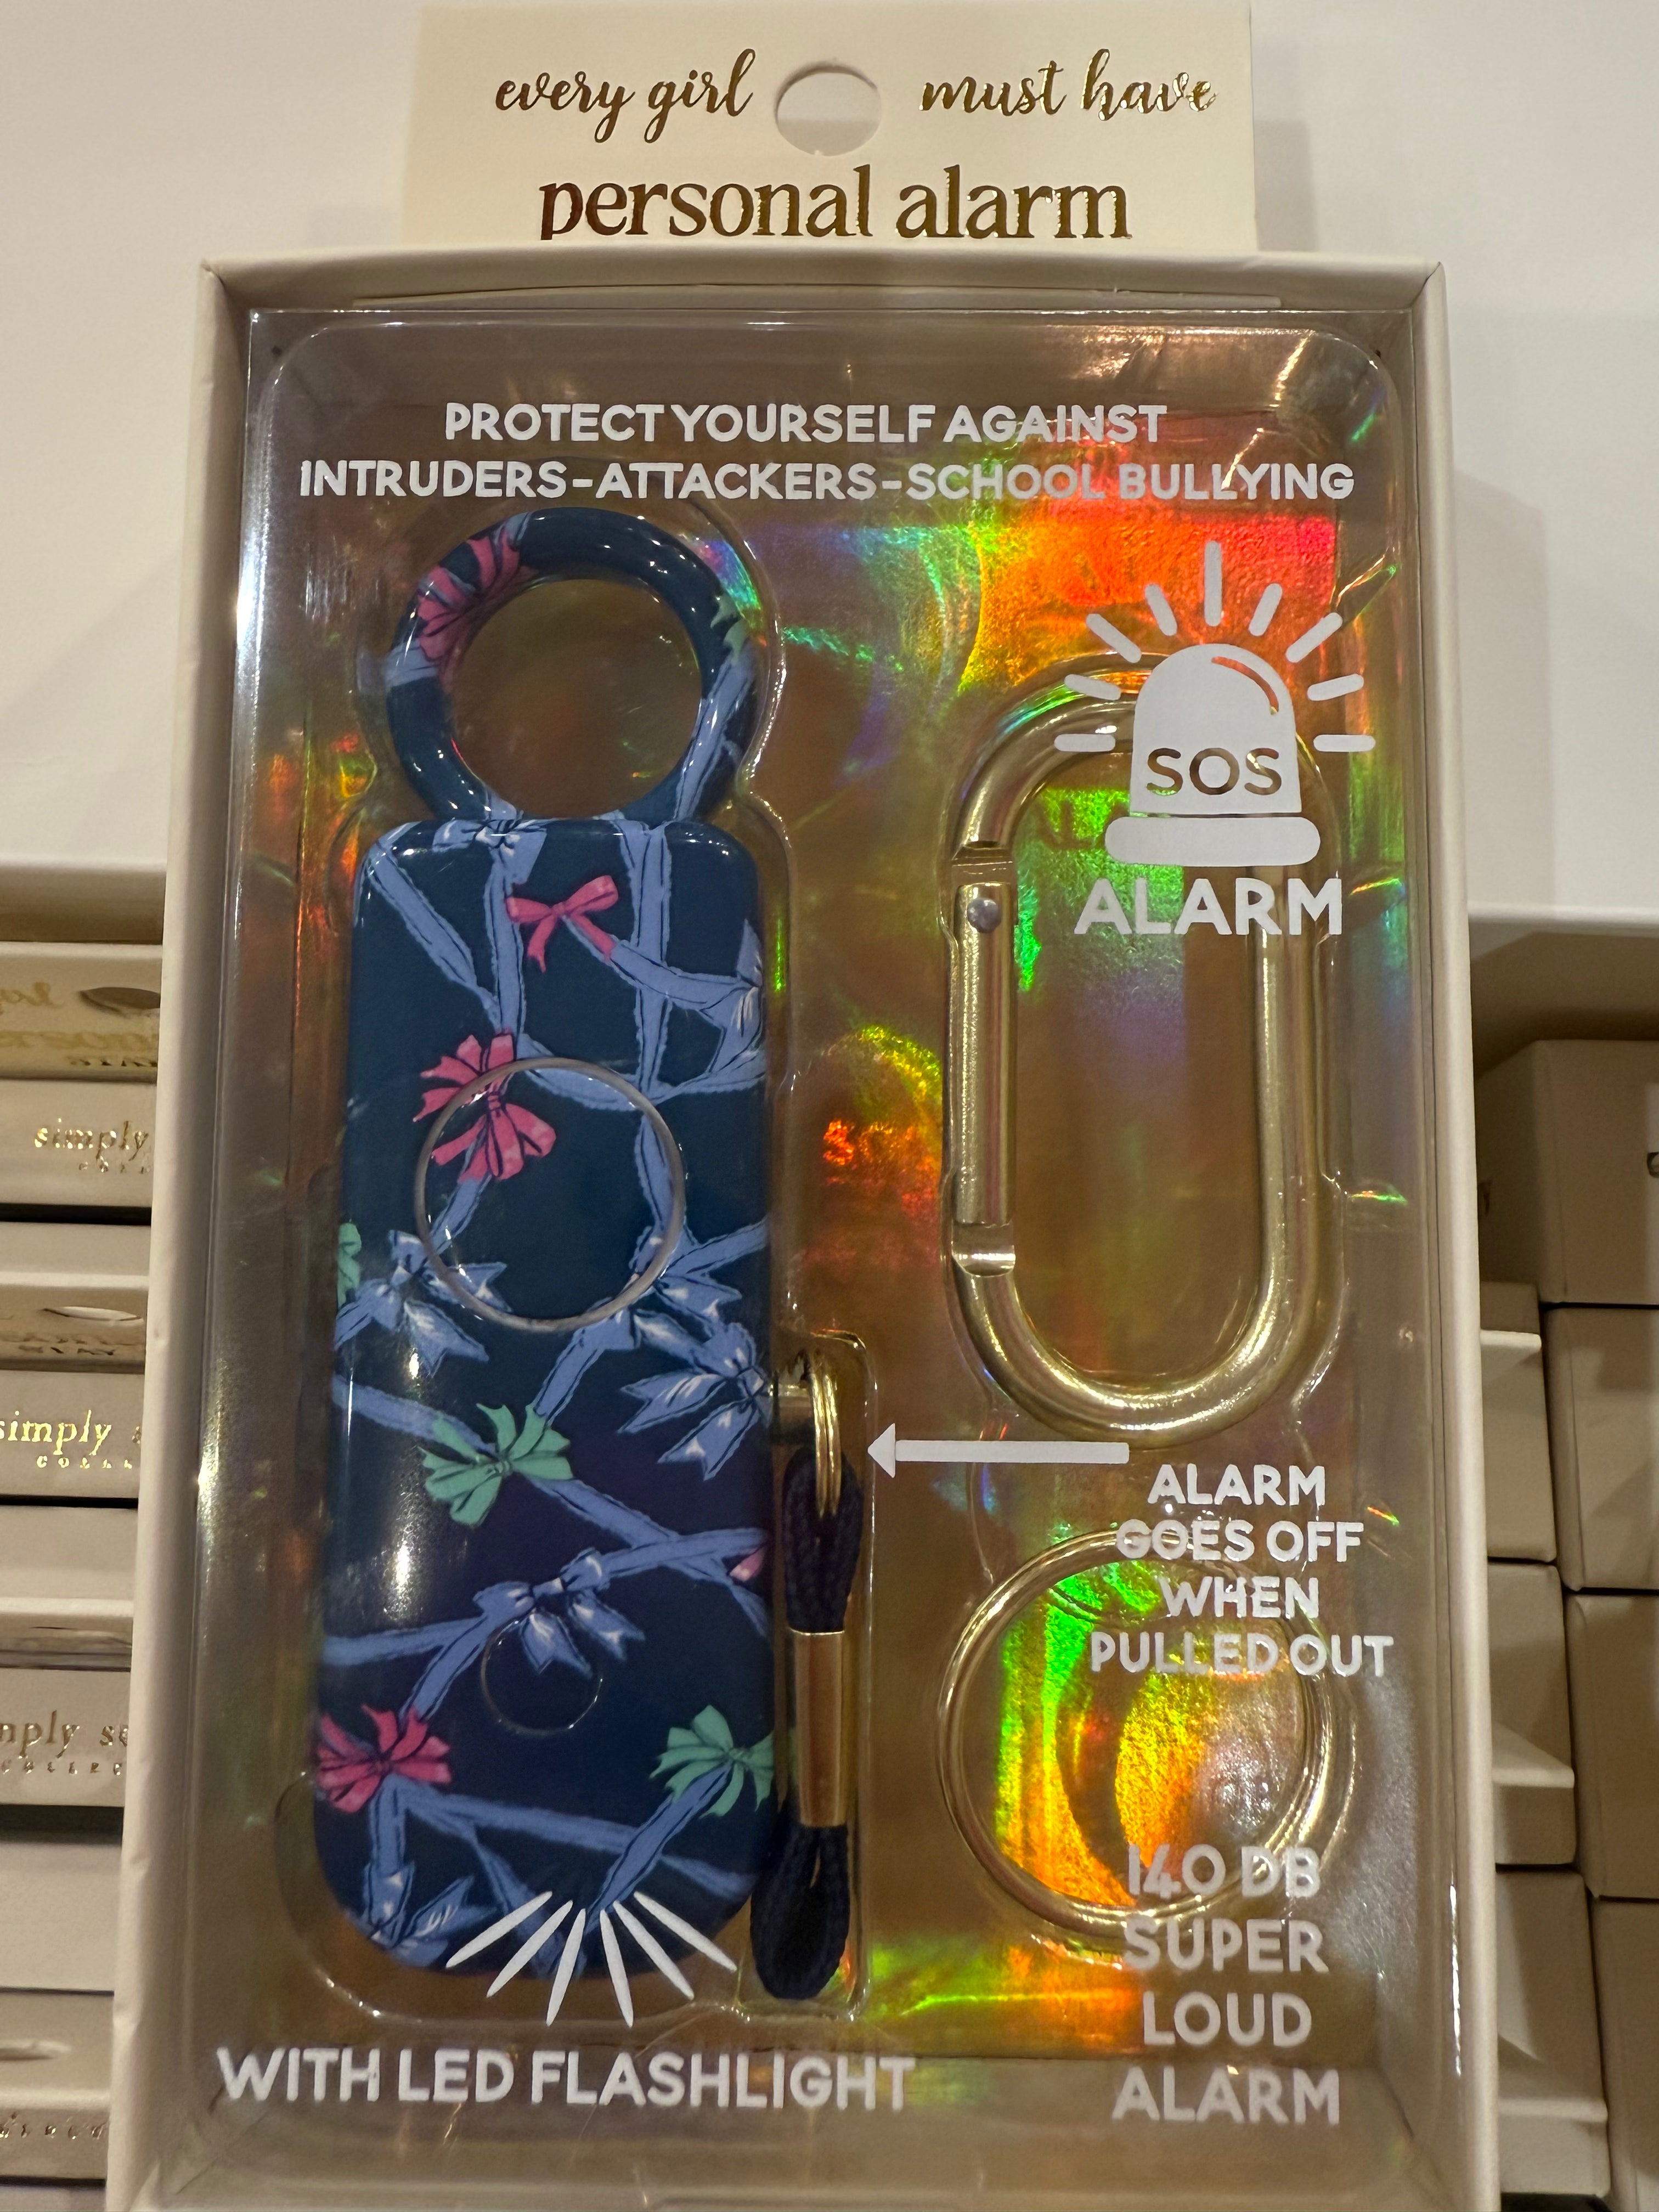 every girl must have
personal alarm
PROTECT YOURSELF AGAINST
INTRUDERS-ATTACKERS-SCHOOL BULLYING
SOS
ALARM
ALARM
GOES OFF
WHEN
PULLED OUT
140 DB
SUPER
LOUD
ALARM
WITH LED FLASHLIGHT
simply
simply